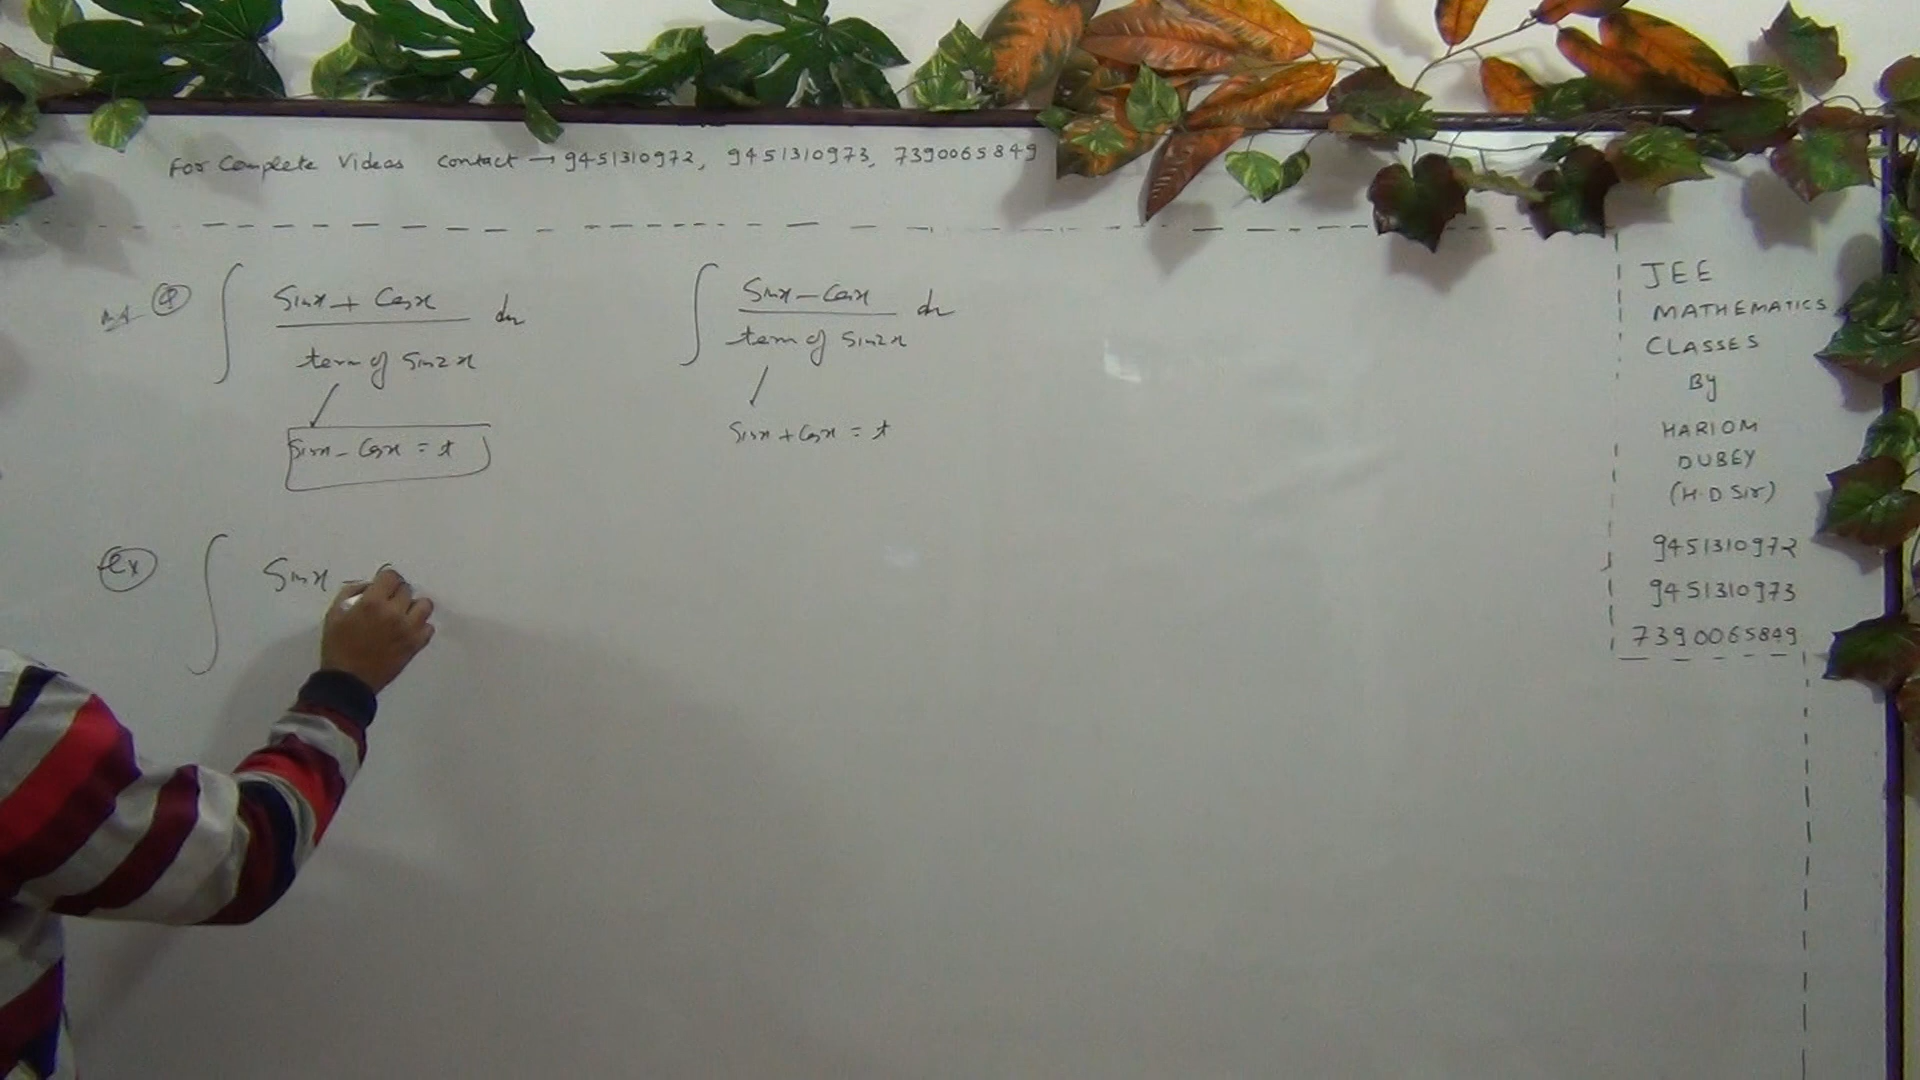 For Complete Videos Contact → 9451310972, 9451310973, 7390065849
∫ (Sinx + Cosx) / (term of Sin2x) dx
Sinx - Cosx = t
∫ (Sinx - Cosx) / (term of Sin2x) dx
Sinx + Cosx = t
Ex ∫ Sinx -
JEE
MATHEMATICS
CLASSES
By
HARIOM
DUBEY
(H.D Sir)
9451310972
9451310973
7390065849